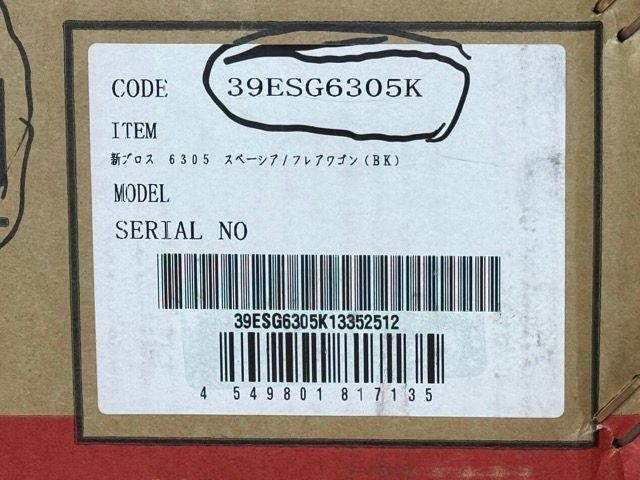 CODE 39ESG6305K
ITEM
新ブロス 6305 スペーシア/フレアワゴン(BK)
MODEL
SERIAL NO
39ESG6305K13352512
4 549801 817135